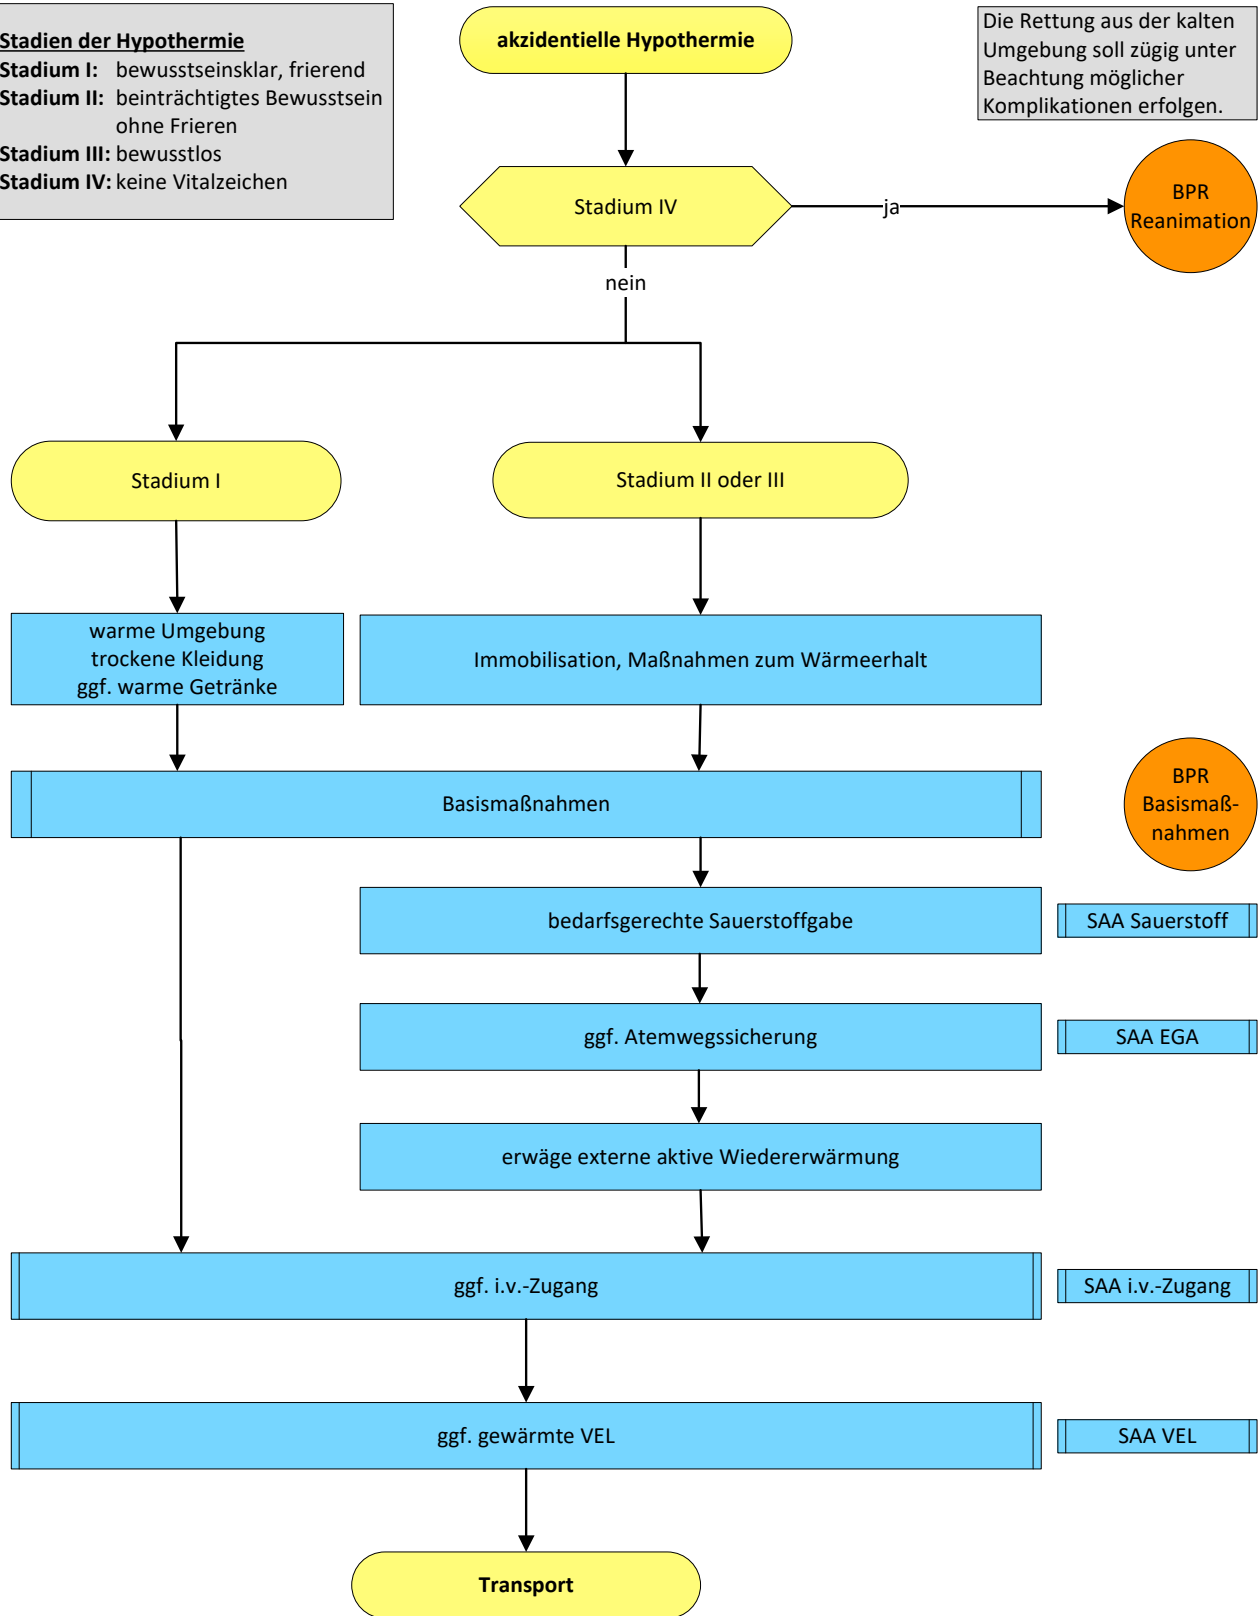 Stadien der Hypothermie
Stadium I: bewusstseinsklar, frierend
Stadium II: beinträchtigtes Bewusstsein
ohne Frieren
Stadium III: bewusstlos
Stadium IV: keine Vitalzeichen
akzidentielle Hypothermie
Die Rettung aus der kalten
Umgebung soll zügig unter
Beachtung möglicher
Komplikationen erfolgen.
Stadium IV
ja
BPR
Reanimation
nein
Stadium I
Stadium II oder III
warme Umgebung
trockene Kleidung
ggf. warme Getränke
Immobilisation, Maßnahmen zum Wärmeerhalt
Basismaßnahmen
BPR
Basismaß-
nahmen
bedarfsgerechte Sauerstoffgabe
SAA Sauerstoff
ggf. Atemwegssicherung
SAA EGA
erwäge externe aktive Wiedererwärmung
ggf. i.v.-Zugang
SAA i.v.-Zugang
ggf. gewärmte VEL
SAA VEL
Transport